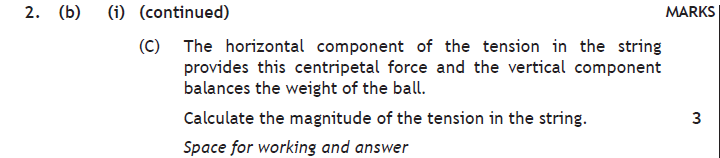 2. (b) (i) (continued) MARKS
(C) The horizontal component of the tension in the string
provides this centripetal force and the vertical component
balances the weight of the ball.
Calculate the magnitude of the tension in the string. 3
Space for working and answer